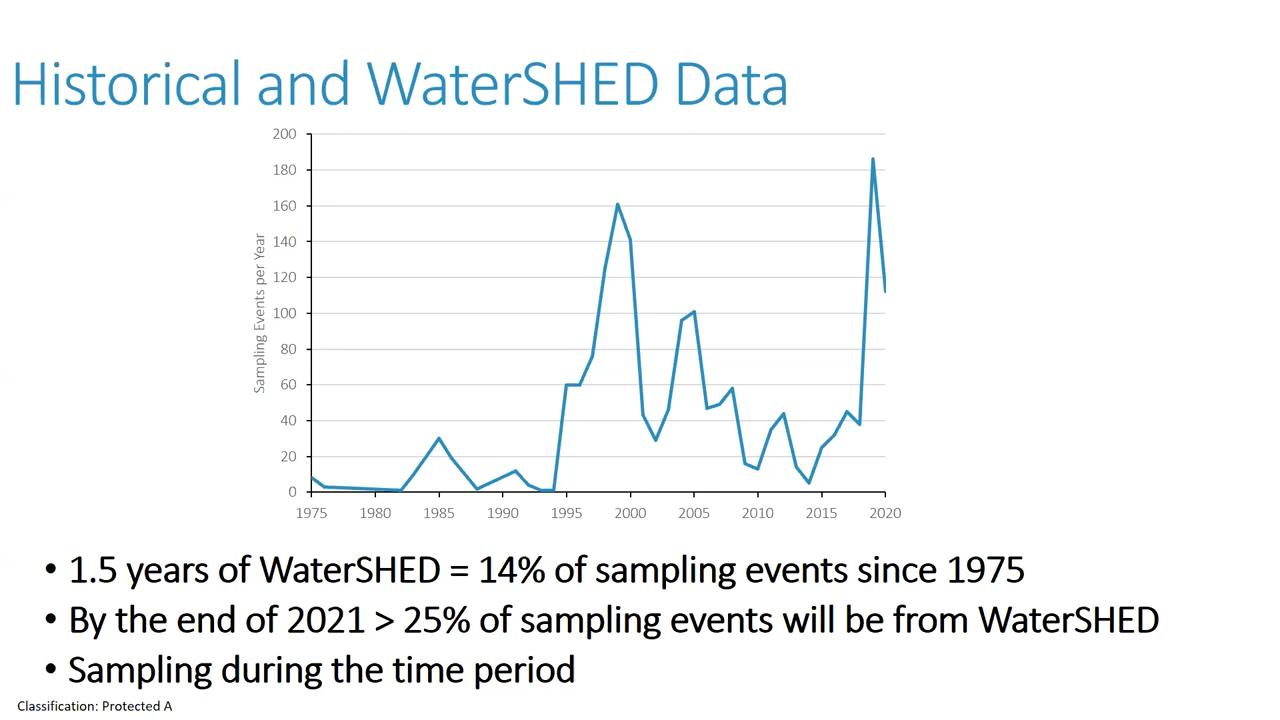 Historical and WaterSHED Data
200
180
160
140
120
100
80
60
40
20
0
Sampling Events per Year
1975 1980 1985 1990 1995 2000 2005 2010 2015 2020
• 1.5 years of WaterSHED = 14% of sampling events since 1975
• By the end of 2021 > 25% of sampling events will be from WaterSHED
• Sampling during the time period
Classification: Protected A